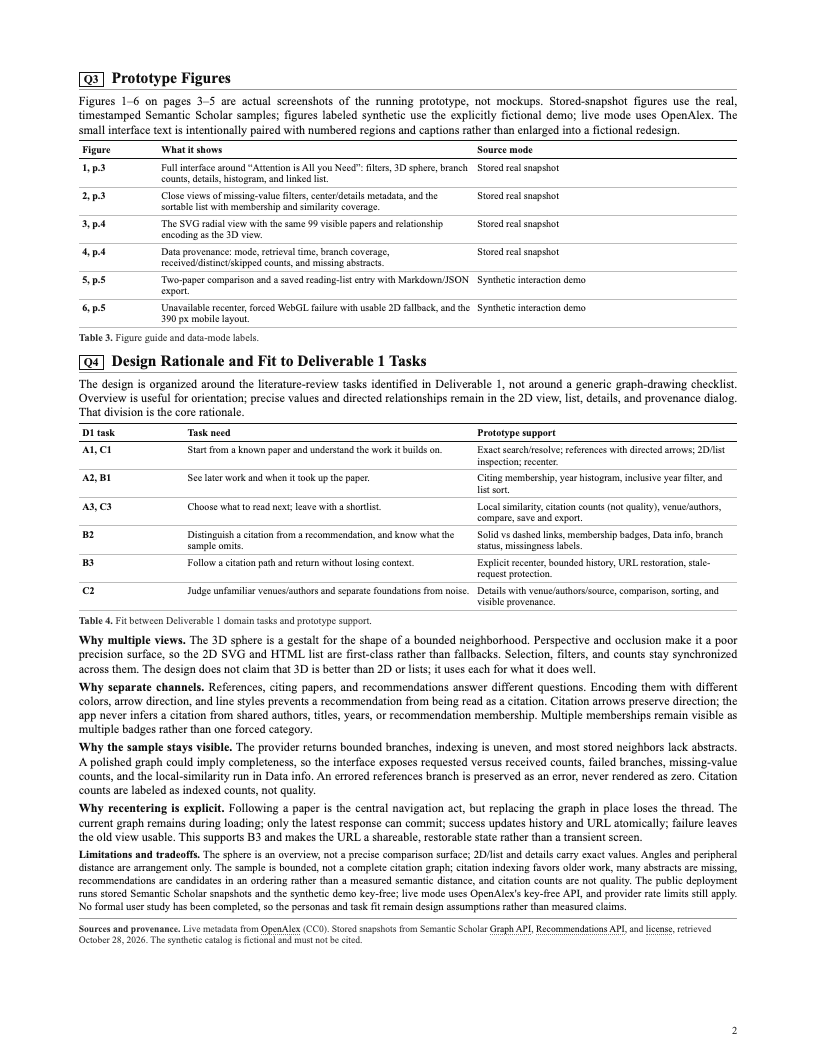 Q3 Prototype Figures
Figures 1–6 on pages 3–5 are actual screenshots of the running prototype, not mockups. Stored-snapshot figures use the real,
timestamped Semantic Scholar samples; figures labeled synthetic use the explicitly fictional demo; live mode uses OpenAlex. The
small interface text is intentionally paired with numbered regions and captions rather than enlarged into a fictional redesign.
Figure What it shows Source mode
1, p.3 Full interface around “Attention is All you Need”: filters, 3D sphere, branch Stored real snapshot
counts, details, histogram, and linked list.
2, p.3 Close views of missing-value filters, center/details metadata, and the Stored real snapshot
sortable list with membership and similarity coverage.
3, p.4 The SVG radial view with the same 99 visible papers and relationship Stored real snapshot
encoding as the 3D view.
4, p.4 Data provenance: mode, retrieval time, branch coverage, Stored real snapshot
received/distinct/skipped counts, and missing abstracts.
5, p.5 Two-paper comparison and a saved reading-list entry with Markdown/JSON Synthetic interaction demo
export.
6, p.5 Unavailable recenter, forced WebGL failure with usable 2D fallback, and the Synthetic interaction demo
390 px mobile layout.
Table 3. Figure guide and data-mode labels.
Q4 Design Rationale and Fit to Deliverable 1 Tasks
The design is organized around the literature-review tasks identified in Deliverable 1, not around a generic graph-drawing checklist.
Overview is useful for orientation; precise values and directed relationships remain in the 2D view, list, details, and provenance dialog.
That division is the core rationale.
D1 task Task need Prototype support
A1, C1 Start from a known paper and understand the work it builds on. Exact search/resolve; references with directed arrows; 2D/list
inspection; recenter.
A2, B1 See later work and when it took up the paper. Citing membership, year histogram, inclusive year filter, and
list sort.
A3, C3 Choose what to read next; leave with a shortlist. Local similarity, citation counts (not quality), venue/authors,
compare, save and export.
B2 Distinguish a citation from a recommendation, and know what the Solid vs dashed links, membership badges, Data info, branch
sample omits. status, missingness labels.
B3 Follow a citation path and return without losing context. Explicit recenter, bounded history, URL restoration, stale-
request protection.
C2 Judge unfamiliar venues/authors and separate foundations from noise. Details with venue/authors/source, comparison, sorting, and
visible provenance.
Table 4. Fit between Deliverable 1 domain tasks and prototype support.
Why multiple views. The 3D sphere is a gestalt for the shape of a bounded neighborhood. Perspective and occlusion make it a poor
precision surface, so the 2D SVG and HTML list are first-class rather than fallbacks. Selection, filters, and counts stay synchronized
across them. The design does not claim that 3D is better than 2D or lists; it uses each for what it does well.
Why separate channels. References, citing papers, and recommendations answer different questions. Encoding them with different
colors, arrow direction, and line styles prevents a recommendation from being read as a citation. Citation arrows preserve direction; the
app never infers a citation from shared authors, titles, years, or recommendation membership. Multiple memberships remain visible as
multiple badges rather than one forced category.
Why the sample stays visible. The provider returns bounded branches, indexing is uneven, and most stored neighbors lack abstracts.
A polished graph could imply completeness, so the interface exposes requested versus received counts, failed branches, missing-value
counts, and the local-similarity run in Data info. An errored references branch is preserved as an error, never rendered as zero. Citation
counts are labeled as indexed counts, not quality.
Why recentering is explicit. Following a paper is the central navigation act, but replacing the graph in place loses the thread. The
current graph remains during loading; only the latest response can commit; success updates history and URL atomically; failure leaves
the old view usable. This supports B3 and makes the URL a shareable, restorable state rather than a transient screen.
Limitations and tradeoffs. The sphere is an overview, not a precise comparison surface; 2D/list and details carry exact values. Angles and peripheral
distance are arrangement only. The sample is bounded, not a complete citation graph; citation indexing favors older work, many abstracts are missing,
recommendations are candidates in an ordering rather than a measured semantic distance, and citation counts are not quality. The public deployment
runs stored Semantic Scholar snapshots and the synthetic demo key-free; live mode uses OpenAlex's key-free API, and provider rate limits still apply.
No formal user study has been completed, so the personas and task fit remain design assumptions rather than measured claims.
Sources and provenance. Live metadata from OpenAlex (CC0). Stored snapshots from Semantic Scholar Graph API, Recommendations API, and license, retrieved
October 28, 2026. The synthetic catalog is fictional and must not be cited.
2